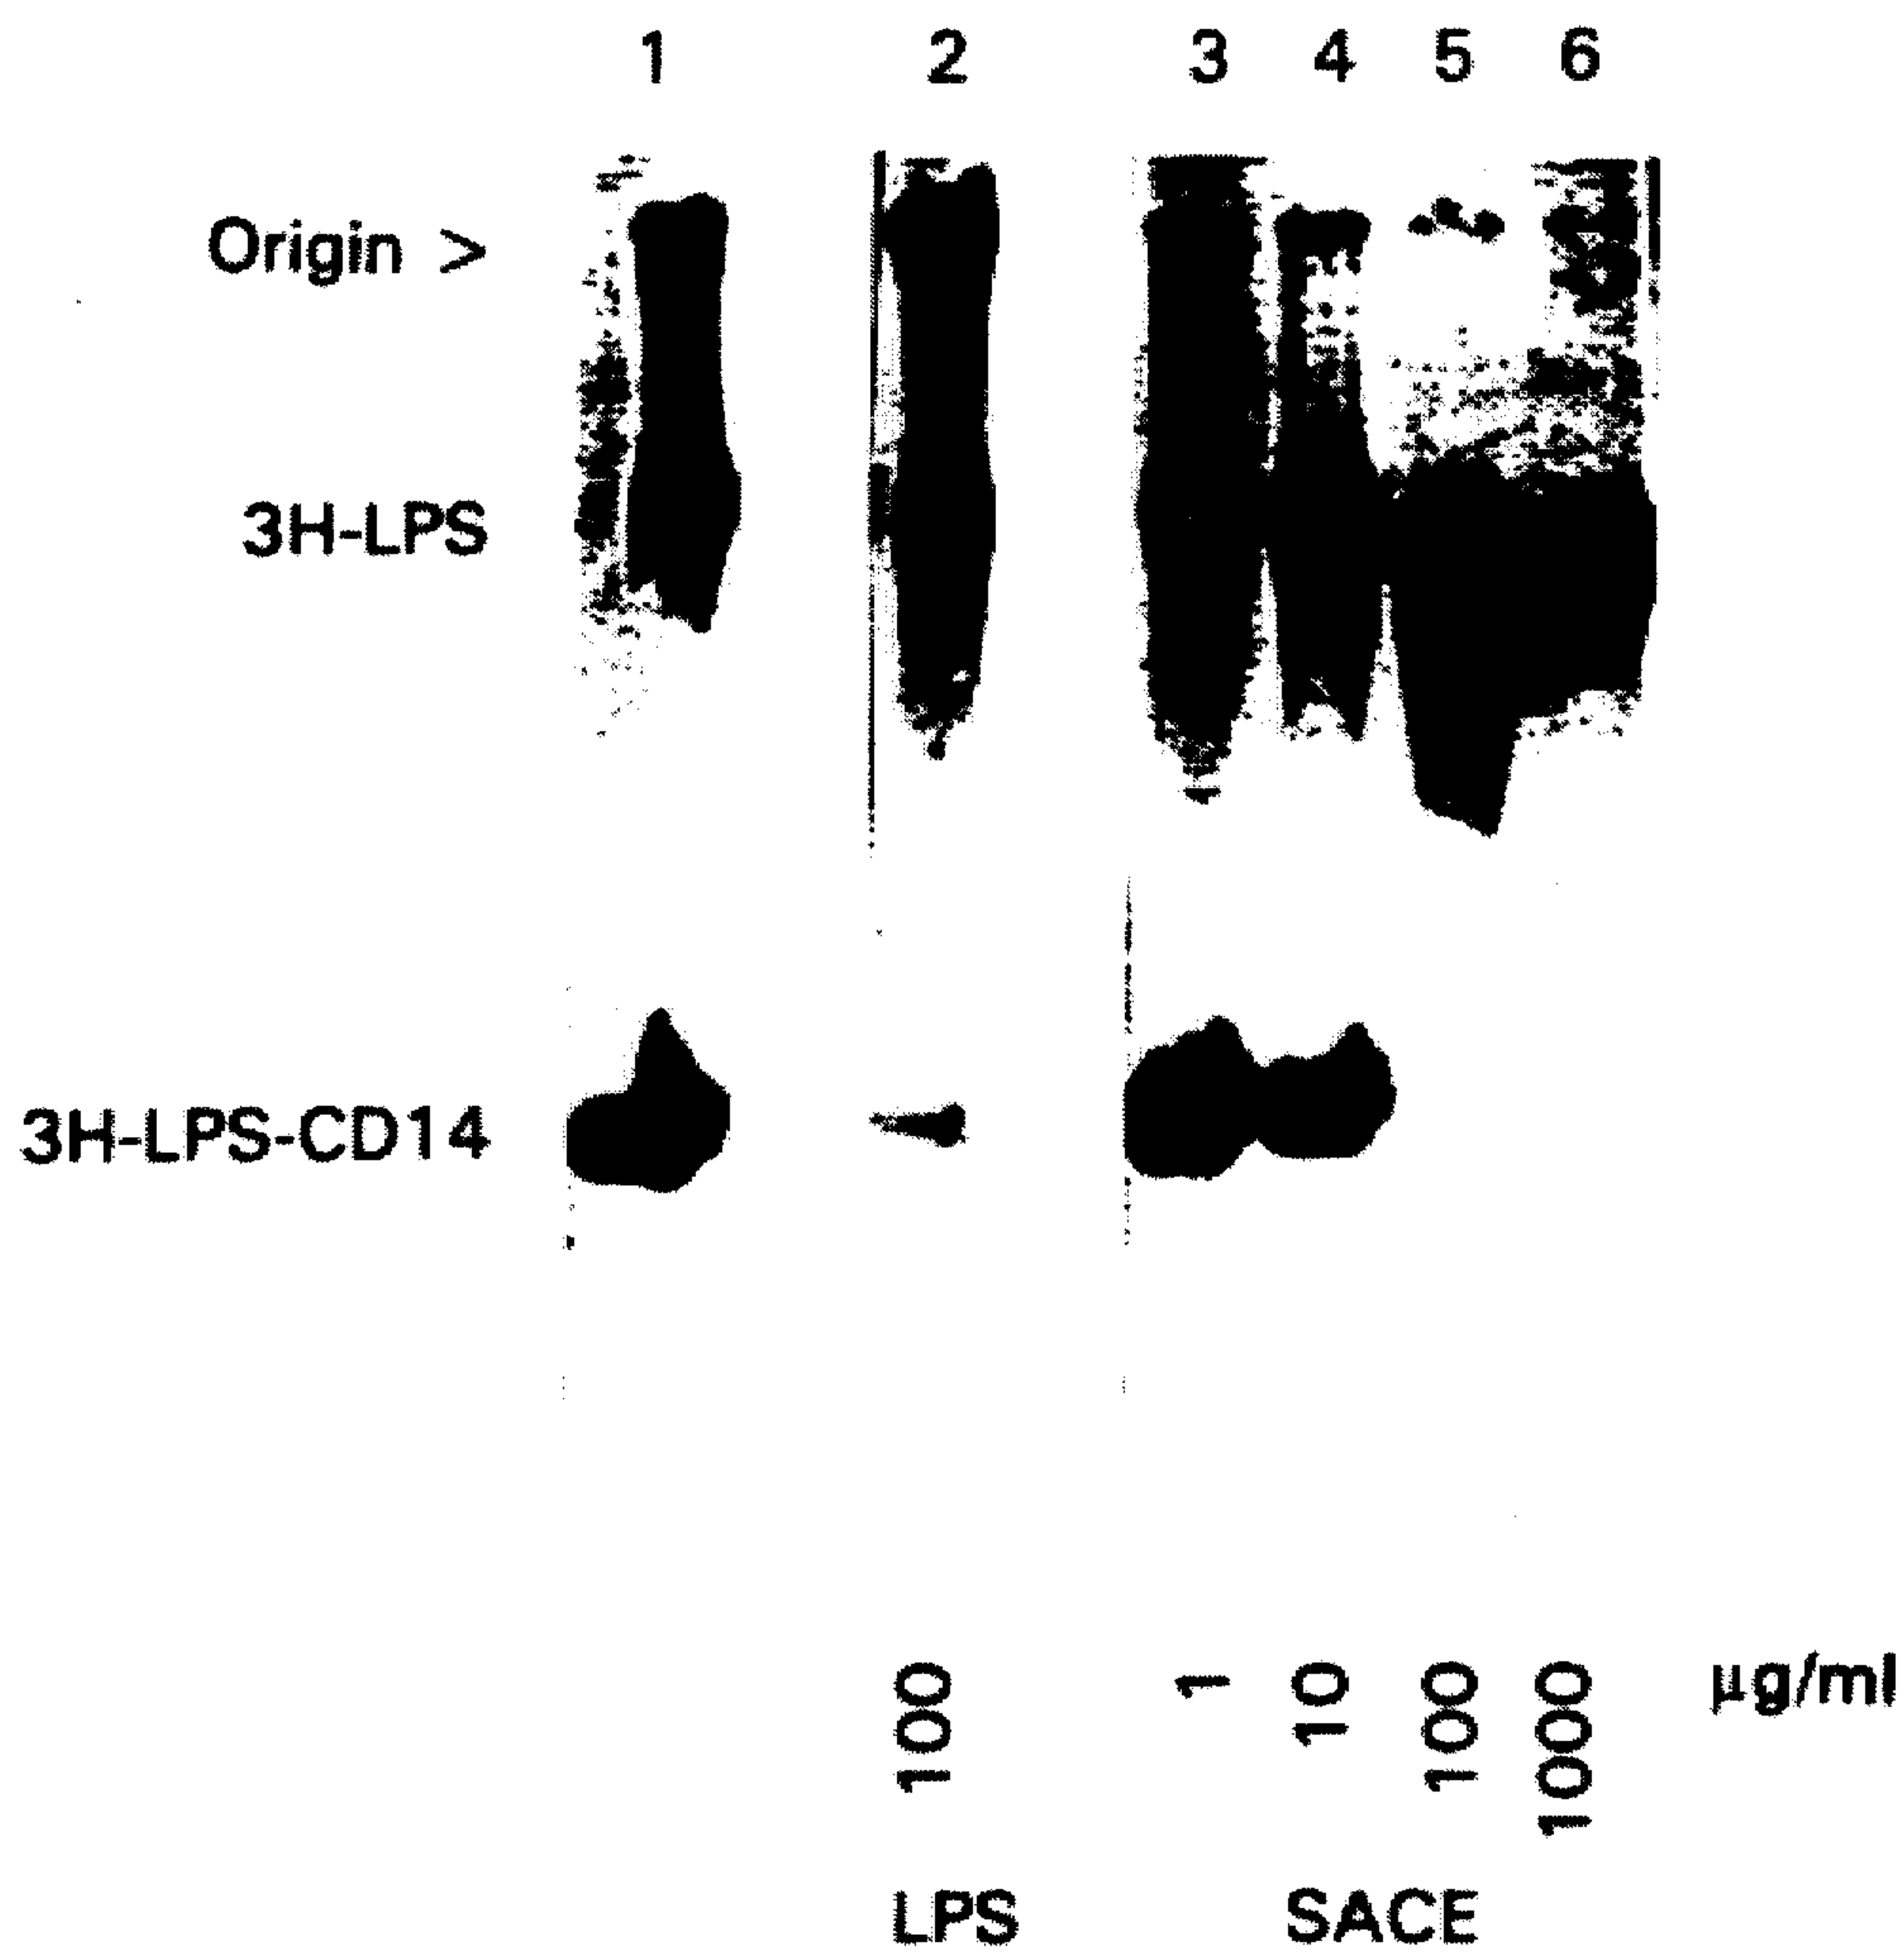 1 2 3 4 5 6
Origin >
3H-LPS
3H-LPS-CD14
100 1 10 100 1000 µg/ml
LPS SACE